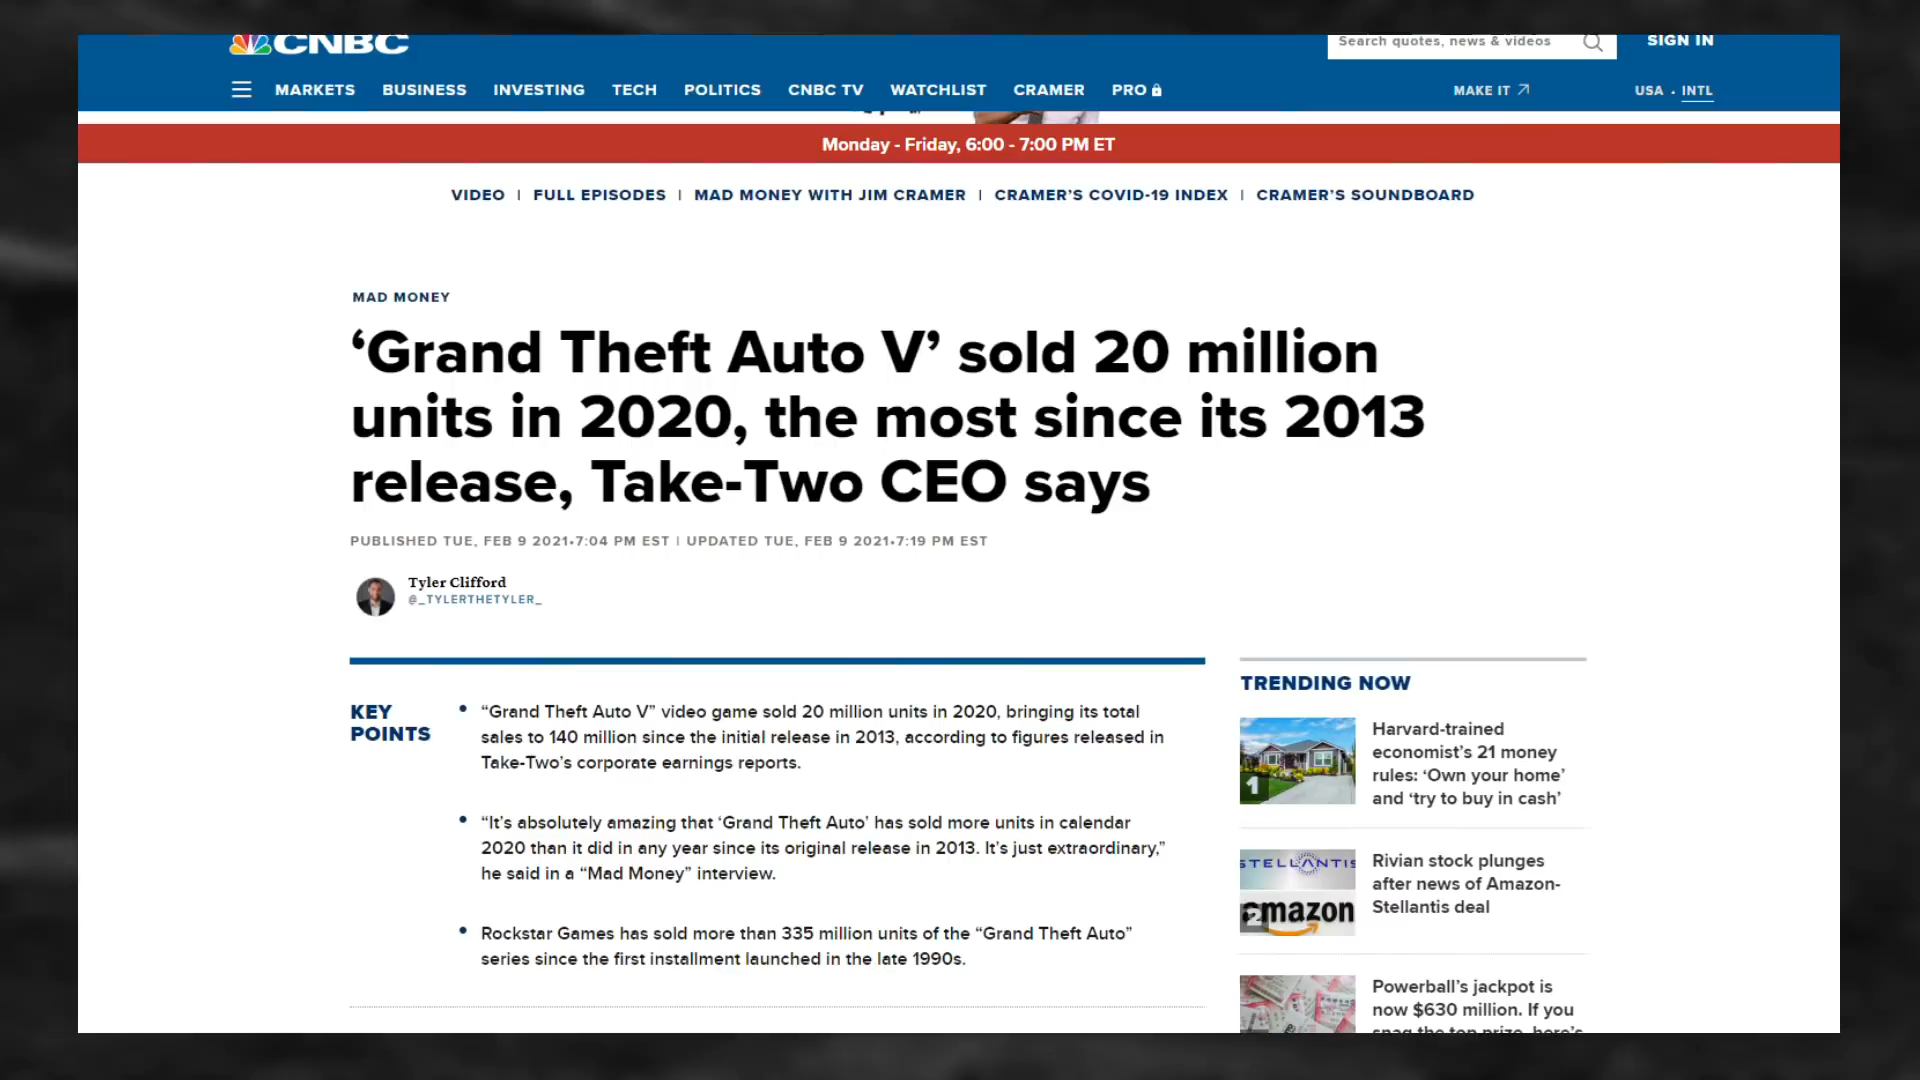 CNBC
Search quotes, news & videos
SIGN IN
MARKETS BUSINESS INVESTING TECH POLITICS CNBC TV WATCHLIST CRAMER PRO
MAKE IT
USA • INTL
Monday - Friday, 6:00 - 7:00 PM ET
VIDEO | FULL EPISODES | MAD MONEY WITH JIM CRAMER | CRAMER’S COVID-19 INDEX | CRAMER’S SOUNDBOARD
MAD MONEY
‘Grand Theft Auto V’ sold 20 million
units in 2020, the most since its 2013
release, Take-Two CEO says
PUBLISHED TUE, FEB 9 2021•7:04 PM EST | UPDATED TUE, FEB 9 2021•7:19 PM EST
Tyler Clifford
@_TYLERTHETYLER_
KEY
POINTS
• “Grand Theft Auto V” video game sold 20 million units in 2020, bringing its total
sales to 140 million since the initial release in 2013, according to figures released in
Take-Two’s corporate earnings reports.
• “It’s absolutely amazing that ‘Grand Theft Auto’ has sold more units in calendar
2020 than it did in any year since its original release in 2013. It’s just extraordinary,”
he said in a “Mad Money” interview.
• Rockstar Games has sold more than 335 million units of the “Grand Theft Auto”
series since the first installment launched in the late 1990s.
TRENDING NOW
1
Harvard-trained
economist’s 21 money
rules: ‘Own your home’
and ‘try to buy in cash’
STELLANTIS
amazon
2
Rivian stock plunges
after news of Amazon-
Stellantis deal
Powerball’s jackpot is
now $630 million. If you
snag the top prize, here’s